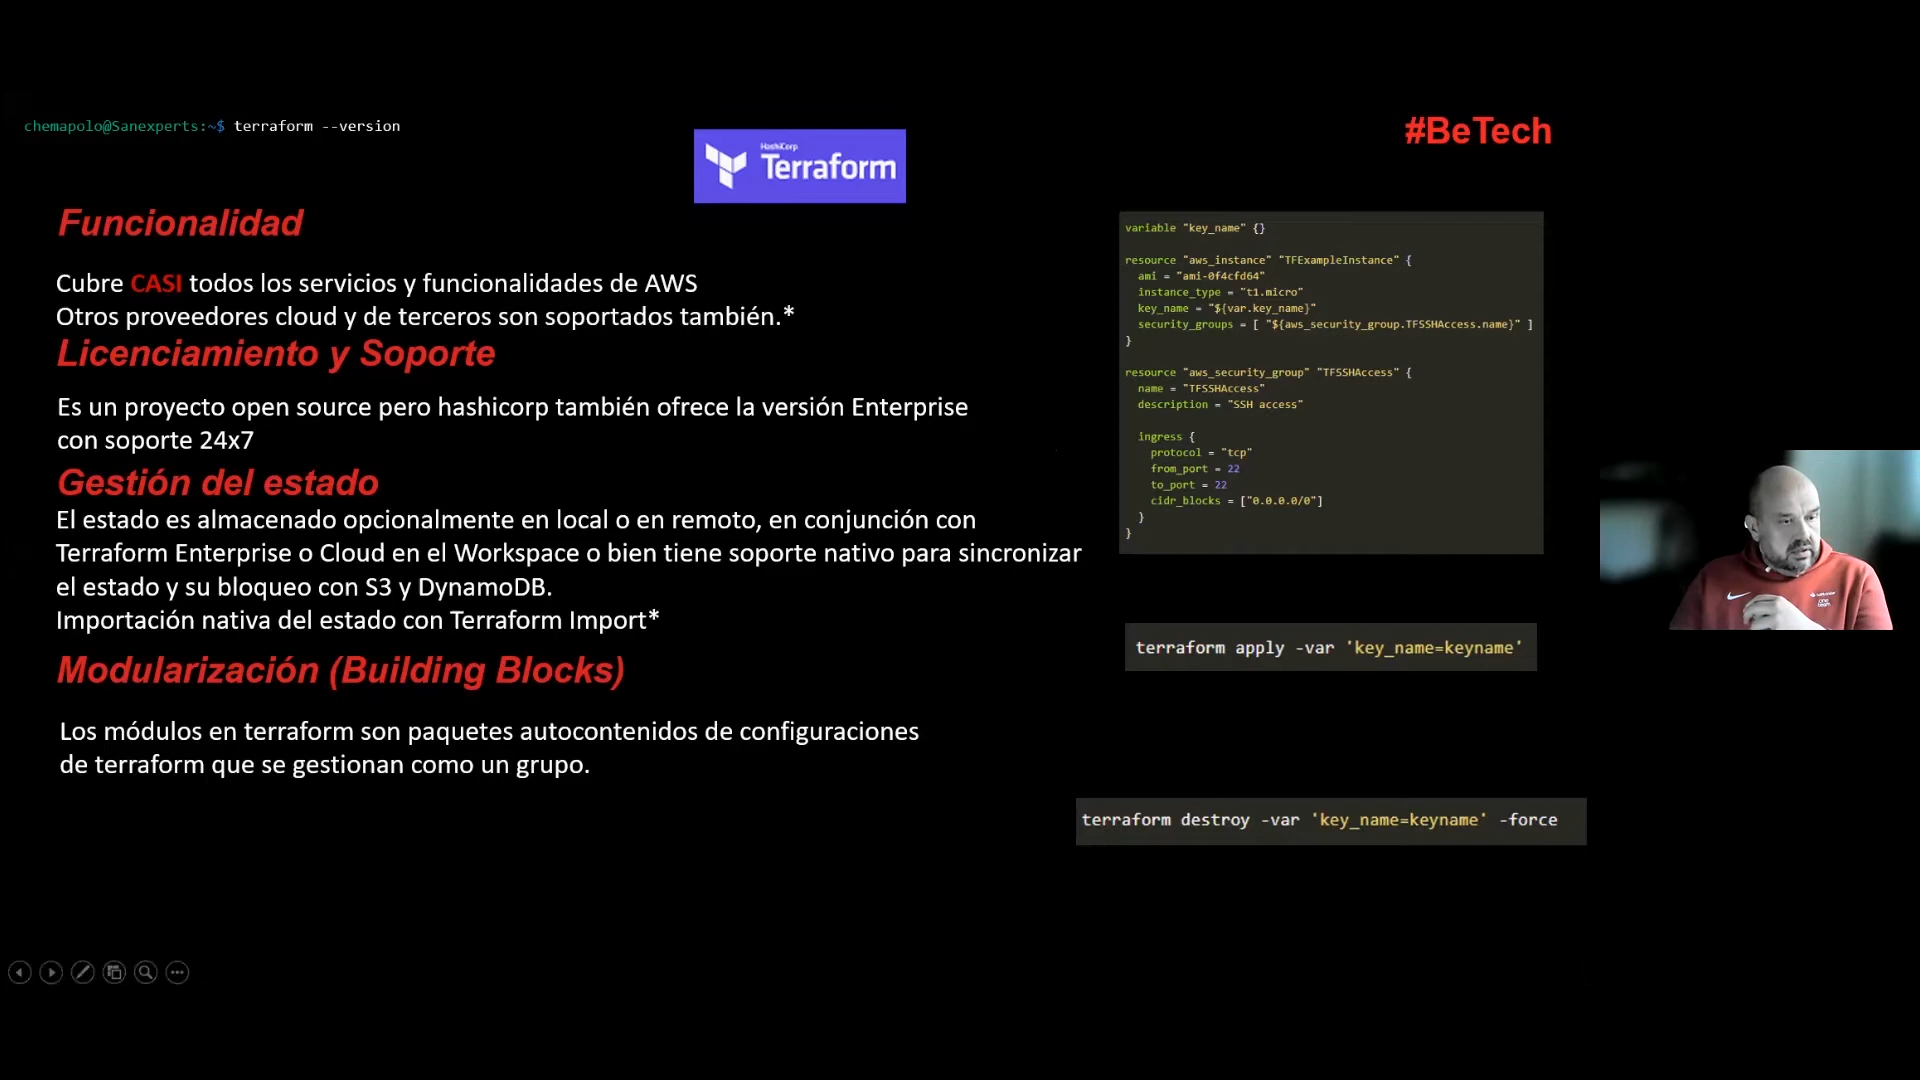 chemapolo@Sanexperts:~$ terraform --version
#BeTech
HashiCorp
Terraform
Funcionalidad
Cubre CASI todos los servicios y funcionalidades de AWS
Otros proveedores cloud y de terceros son soportados también.*
Licenciamiento y Soporte
Es un proyecto open source pero hashicorp también ofrece la versión Enterprise
con soporte 24x7
Gestión del estado
El estado es almacenado opcionalmente en local o en remoto, en conjunción con
Terraform Enterprise o Cloud en el Workspace o bien tiene soporte nativo para sincronizar
el estado y su bloqueo con S3 y DynamoDB.
Importación nativa del estado con Terraform Import*
Modularización (Building Blocks)
Los módulos en terraform son paquetes autocontenidos de configuraciones
de terraform que se gestionan como un grupo.
variable "key_name" {}
resource "aws_instance" "TFExampleInstance" {
ami = "ami-0f4cfd64"
instance_type = "t1.micro"
key_name = "${var.key_name}"
security_groups = [ "${aws_security_group.TFSSHAccess.name}" ]
}
resource "aws_security_group" "TFSSHAccess" {
name = "TFSSHAccess"
description = "SSH access"
ingress {
protocol = "tcp"
from_port = 22
to_port = 22
cidr_blocks = ["0.0.0.0/0"]
}
}
terraform apply -var 'key_name=keyname'
terraform destroy -var 'key_name=keyname' -force